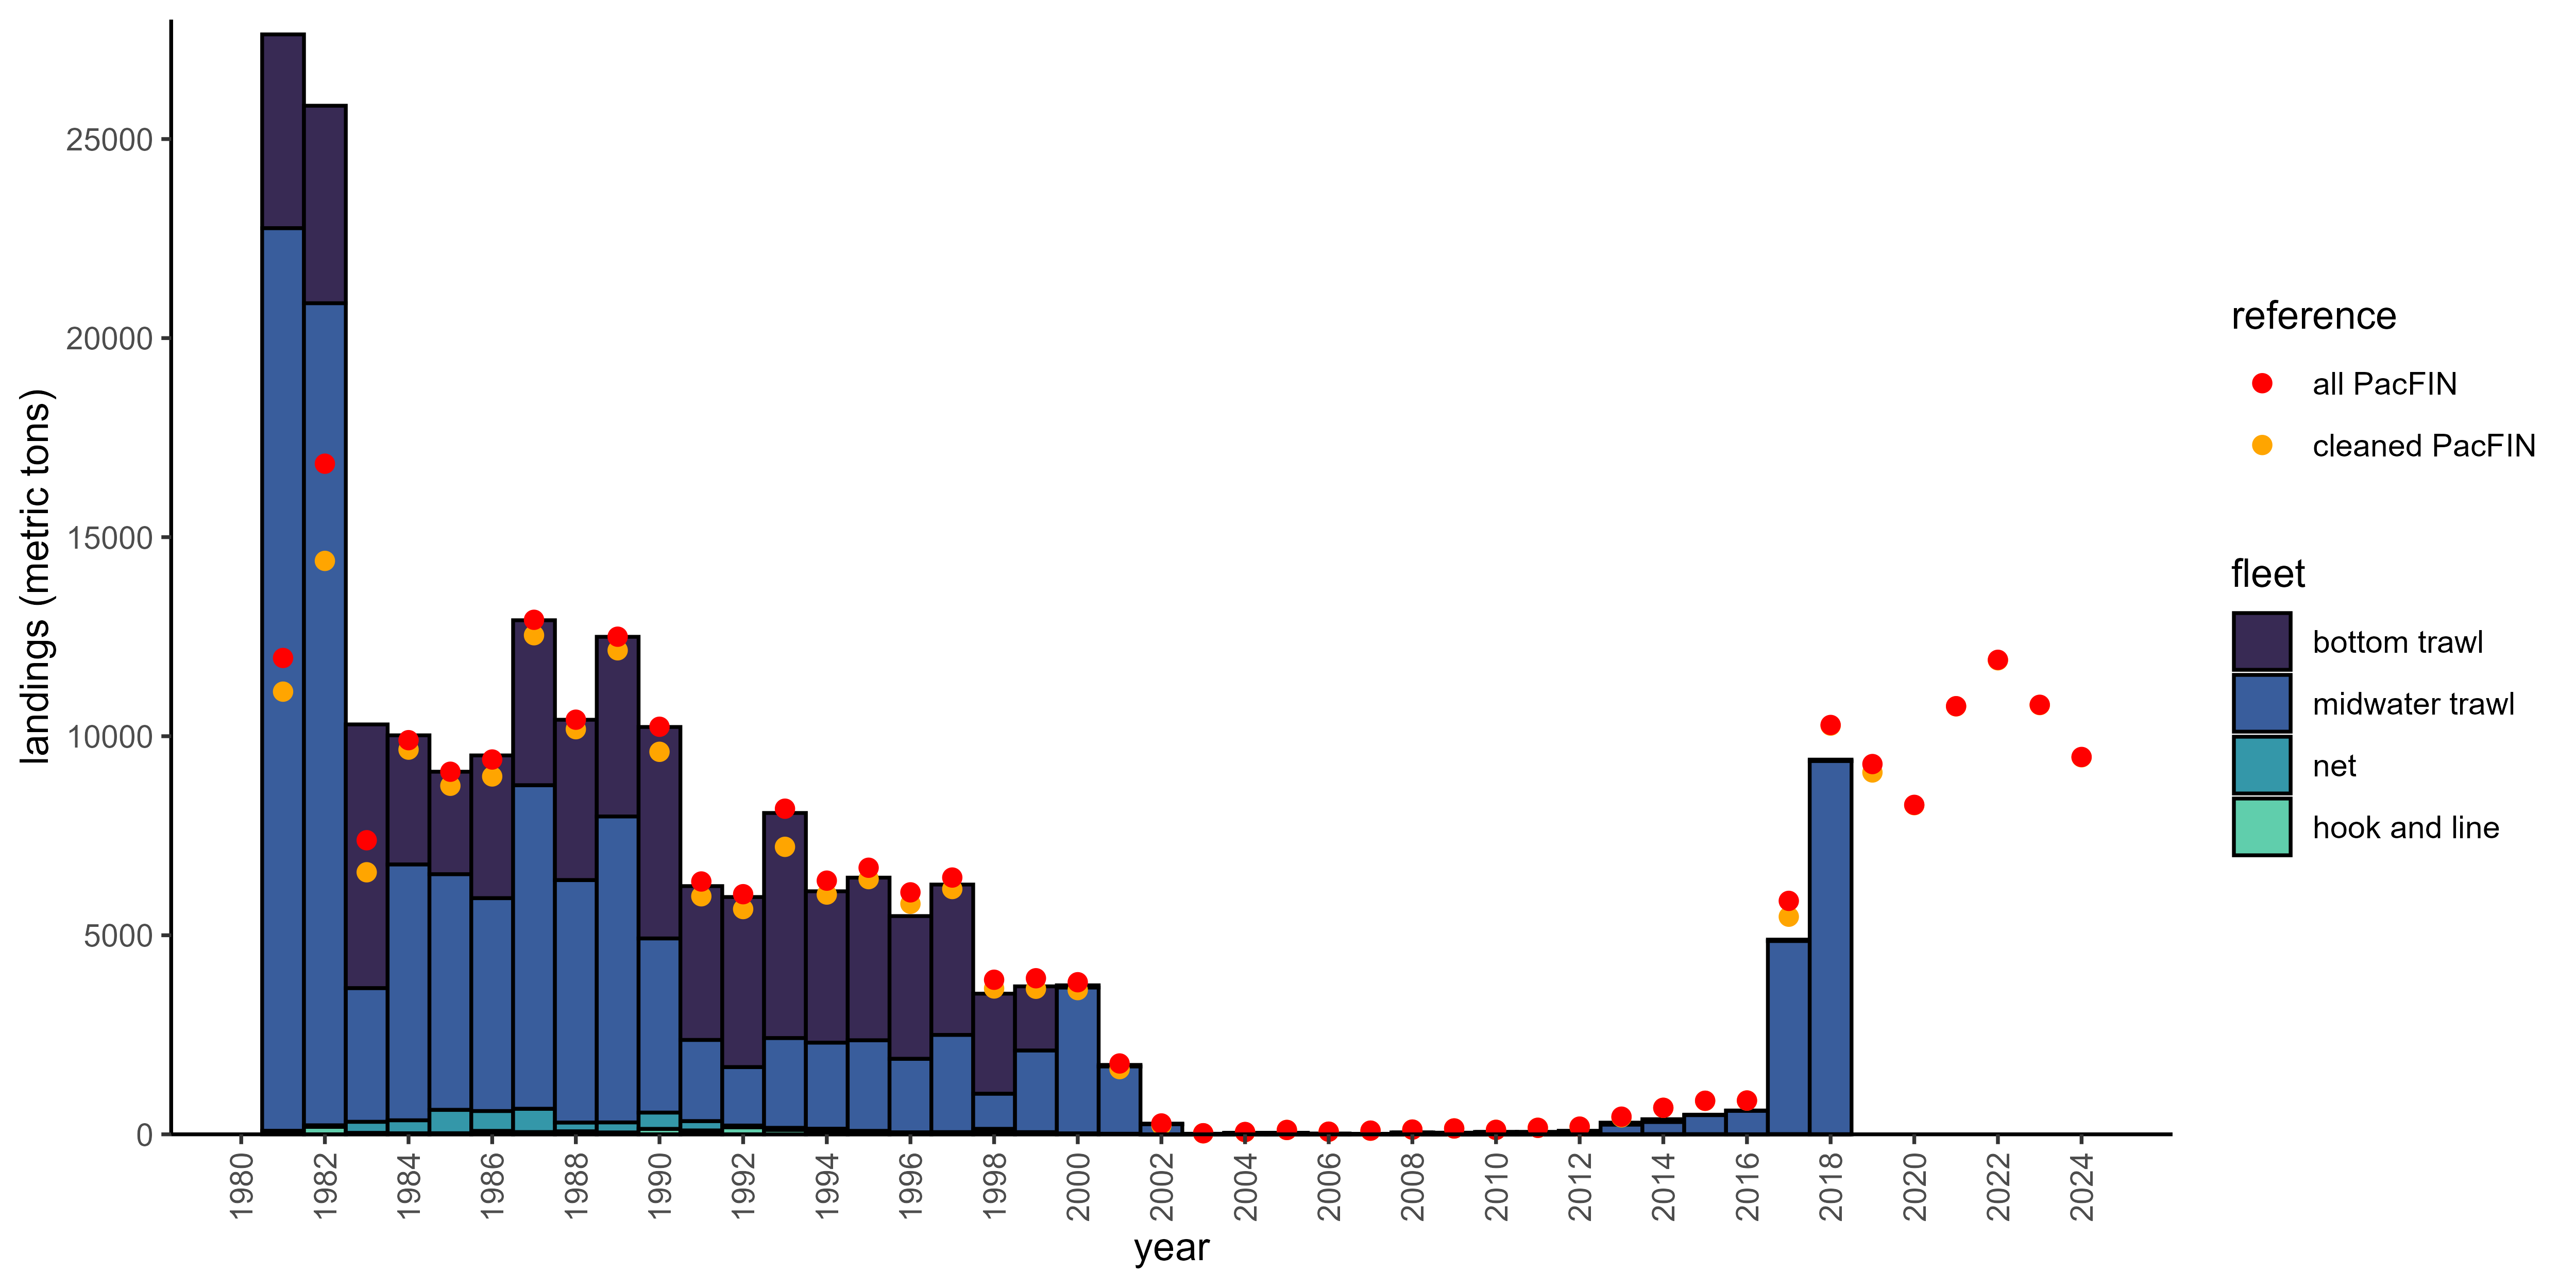 landings (metric tons)
25000
20000
15000
10000
5000
0
1980
1982
1984
1986
1988
1990
1992
1994
1996
1998
2000
2002
2004
2006
2008
2010
2012
2014
2016
2018
2020
2022
2024
year
reference
all PacFIN
cleaned PacFIN
fleet
bottom trawl
midwater trawl
net
hook and line